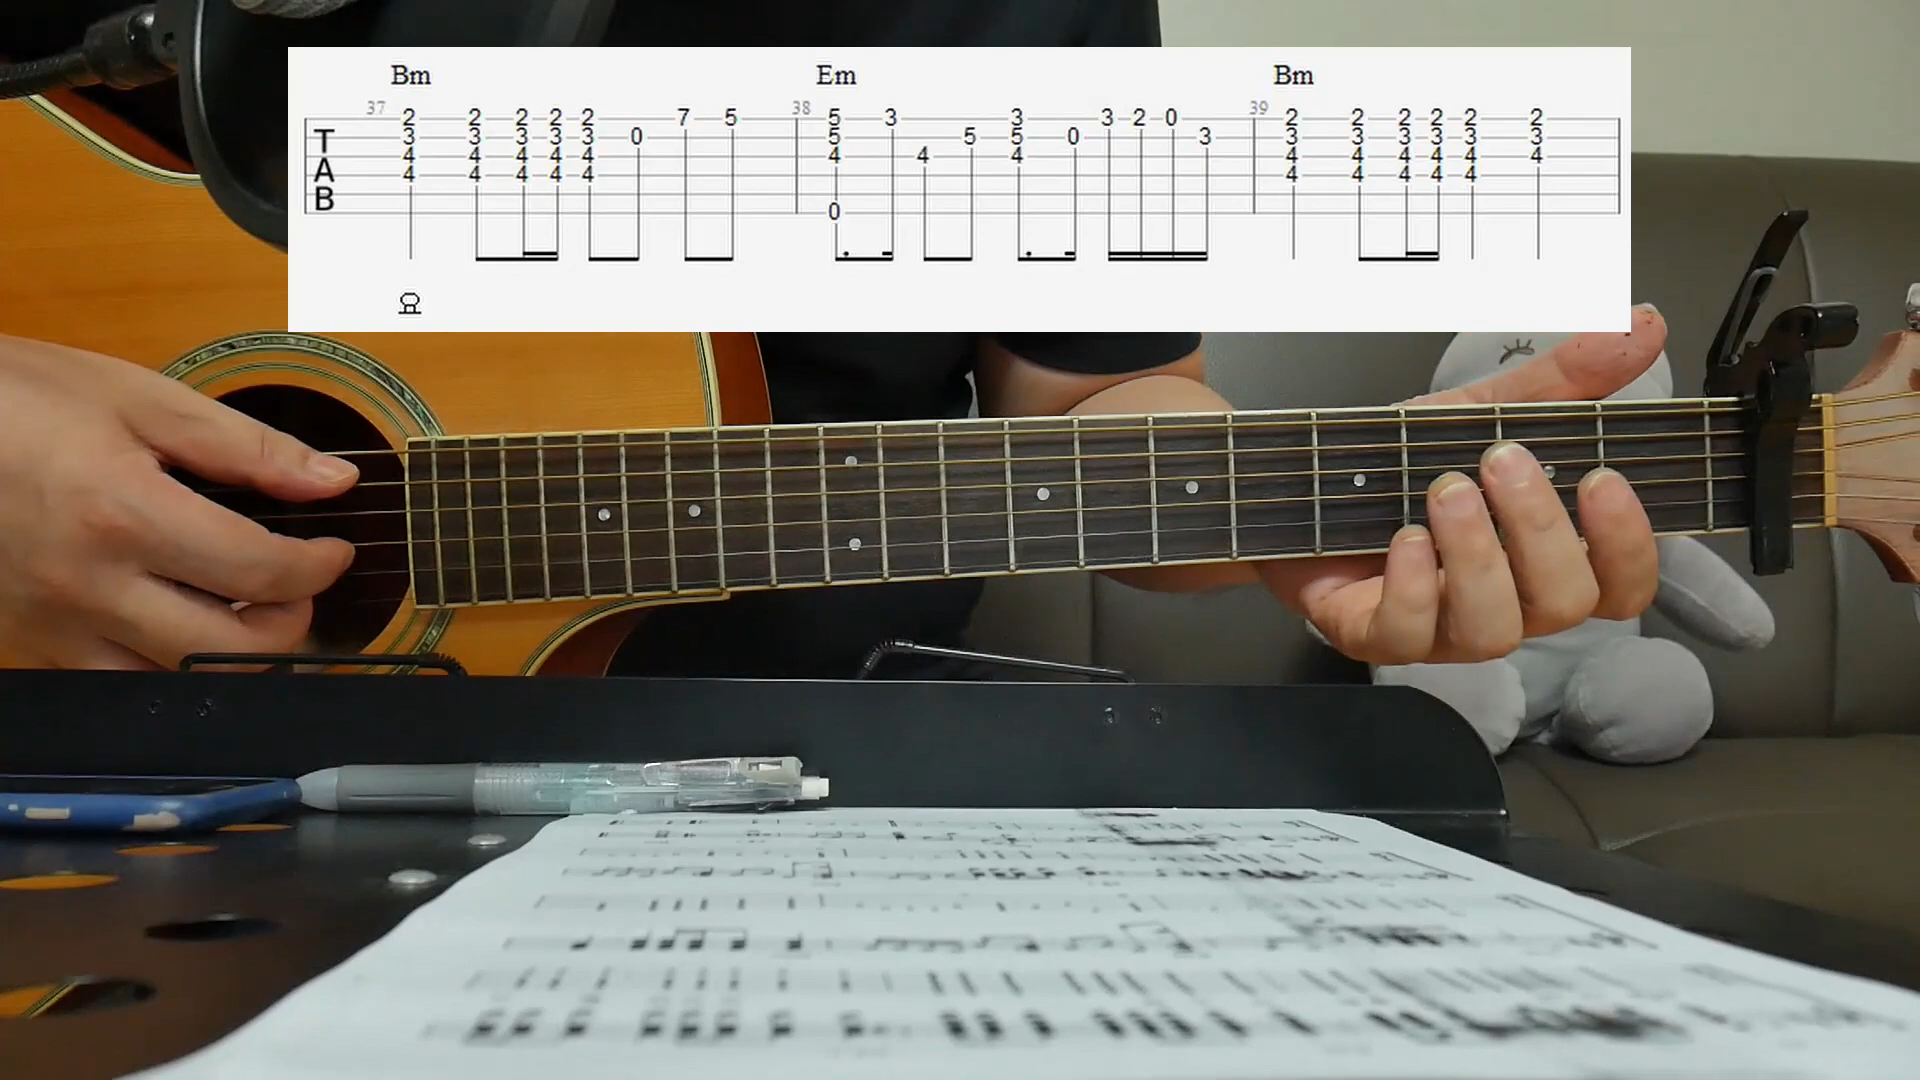 Bm Em Bm
37 38 39
2 2 2 2 2 7 5 5 3 3 3 2 0 2 2 2 2 2 2
T 3 3 3 3 3 0 5 5 5 0 3 3 3 3 3 3 3
4 4 4 4 4 4 4 4 4 4 4 4 4 4
A 4 4 4 4 4 4 4 4 4 4
B
0
요